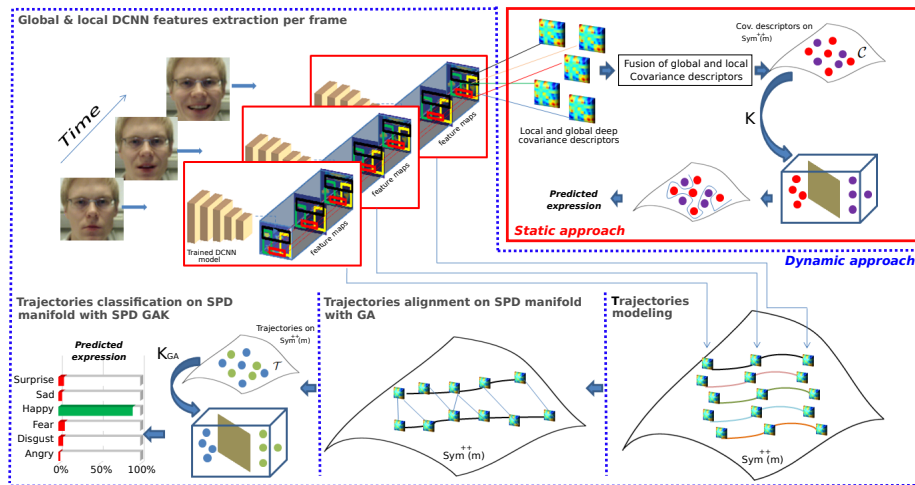 Global & local DCNN features extraction per frame
Time
Trained DCNN
model
feature maps
feature maps
feature maps
Local and global deep
covariance descriptors
Fusion of global and local
Covariance descriptors
Cov. descriptors on
Sym⁺⁺(m)
C
K
Predicted
expression
Static approach
Dynamic approach
Trajectories classification on SPD
manifold with SPD GAK
Predicted
expression
Surprise
Sad
Happy
Fear
Disgust
Angry
0% 50% 100%
K_GA
Trajectories on
Sym⁺⁺(m)
T
Trajectories alignment on SPD manifold
with GA
Sym⁺⁺(m)
Trajectories
modeling
Sym⁺⁺(m)